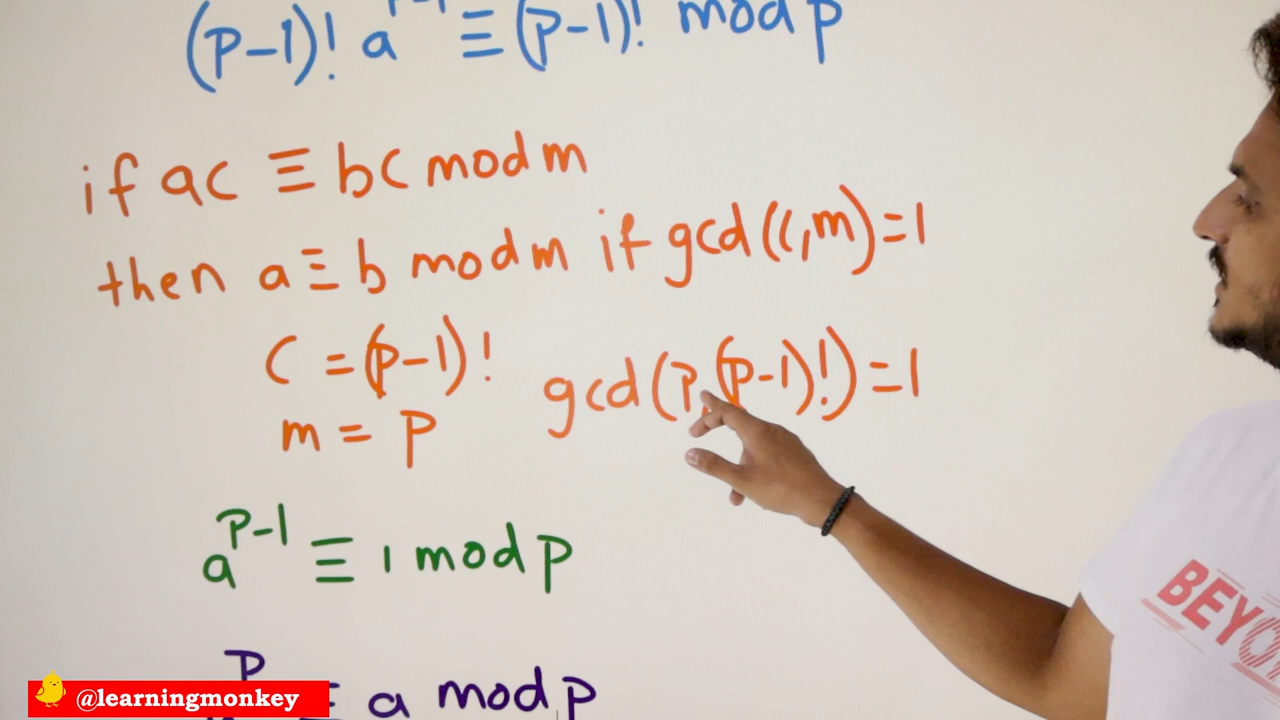 (p-1)! a^{p-1} ≡ (p-1)! mod p
if ac ≡ bc mod m
then a ≡ b mod m if gcd(c,m)=1
c = (p-1)!
gcd(p,(p-1)!)=1
m = p
a^{p-1} ≡ 1 mod p
p ≡ a mod p
@learningmonkey
BEYO